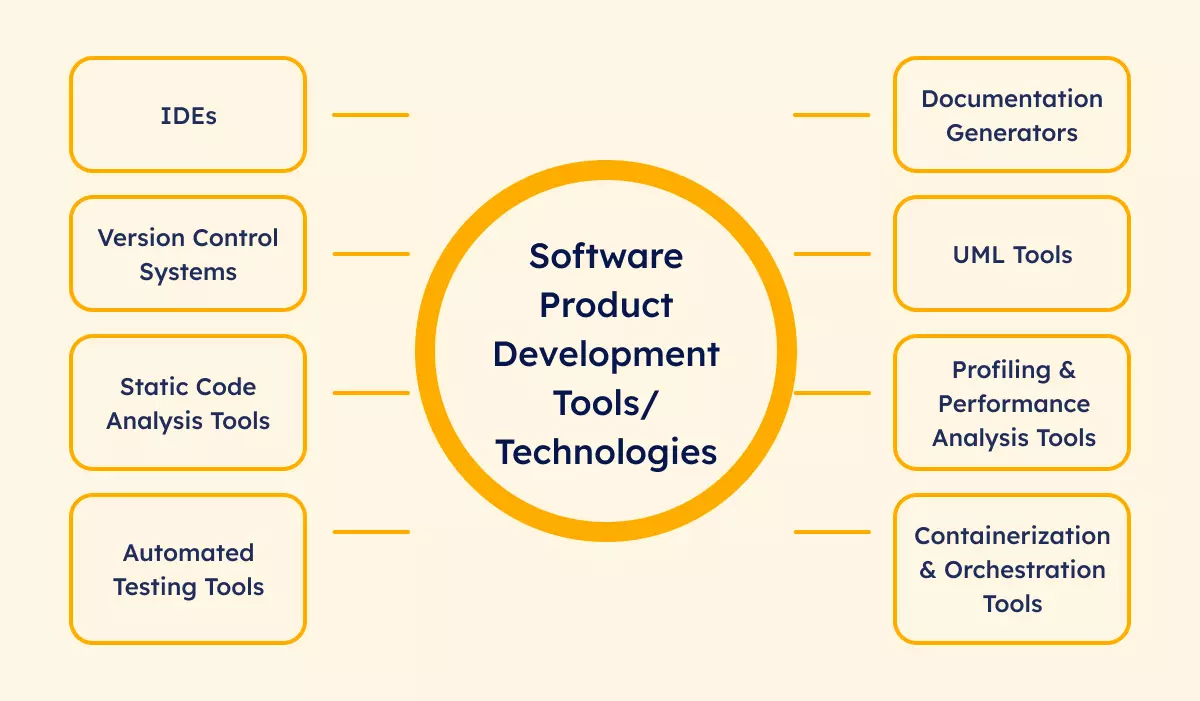 IDEs
Version Control
Systems
Static Code
Analysis Tools
Automated
Testing Tools
Software
Product
Development
Tools/
Technologies
Documentation
Generators
UML Tools
Profiling &
Performance
Analysis Tools
Containerization
& Orchestration
Tools